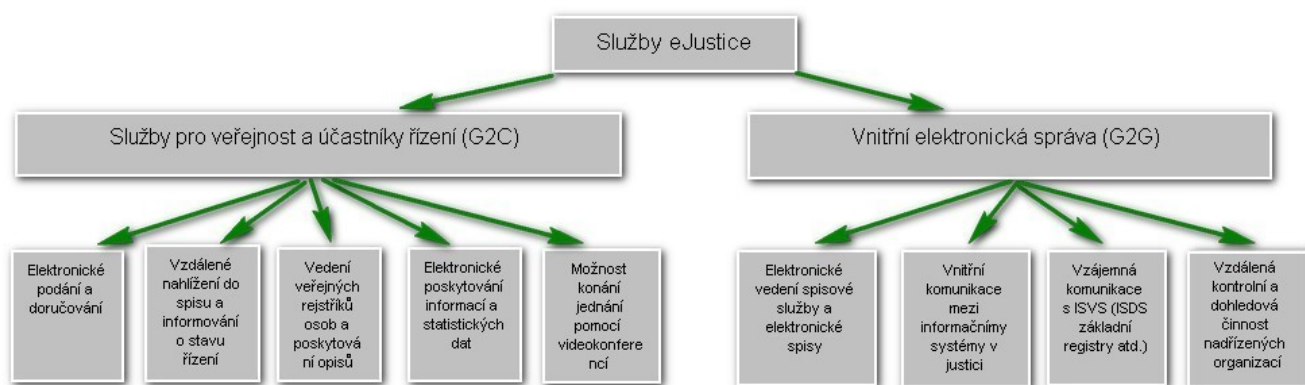 Služby eJustice
Služby pro veřejnost a účastníky řízení (G2C)
Vnitřní elektronická správa (G2G)
Elektronické
podání a
doručování
Vzdálené
nahlížení do
spisu a
informování
o stavu
řízení
Vedení
veřejných
rejstříků
osob a
poskytová
ní opisů
Elektronické
poskytování
informací a
statistických
dat
Možnost
konání
jednání
pomocí
videokonfere
ncí
Elektronické
vedení spisové
služby a
elektronické
spisy
Vnitřní
komunikace
mezi
informačnímy
systémy v
justici
Vzájemná
komunikace
s ISVS (ISDS
základní
registry atd.)
Vzdálená
kontrolní a
dohledová
činnost
nadřízených
organizací